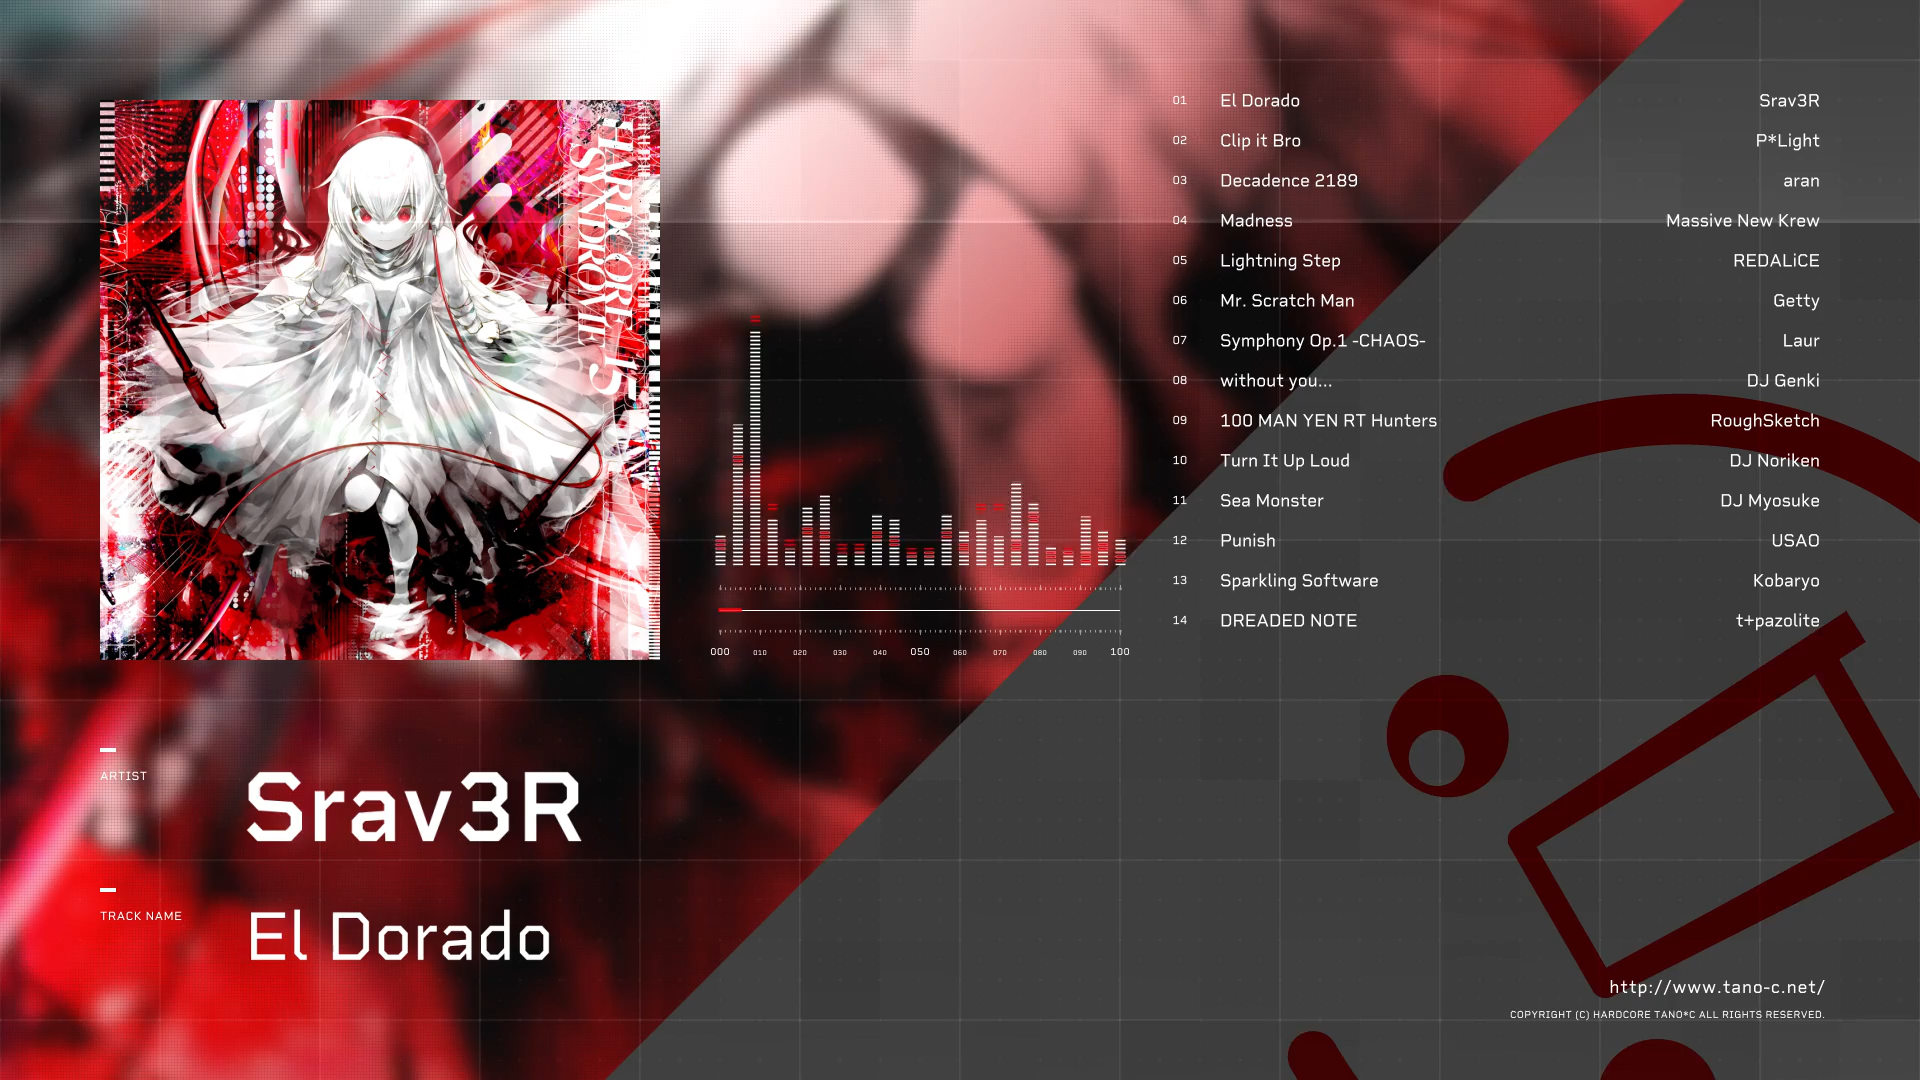 HARDCORE
SYNDROME 15
01 El Dorado Srav3R
02 Clip it Bro P*Light
03 Decadence 2189 aran
04 Madness Massive New Krew
05 Lightning Step REDALiCE
06 Mr. Scratch Man Getty
07 Symphony Op.1 -CHAOS- Laur
08 without you... DJ Genki
09 100 MAN YEN RT Hunters RoughSketch
10 Turn It Up Loud DJ Noriken
11 Sea Monster DJ Myosuke
12 Punish USAO
13 Sparkling Software Kobaryo
14 DREADED NOTE t+pazolite
000 010 020 030 040 050 060 070 080 090 100
ARTIST
Srav3R
TRACK NAME
El Dorado
http://www.tano-c.net/
COPYRIGHT (C) HARDCORE TANO*C ALL RIGHTS RESERVED.